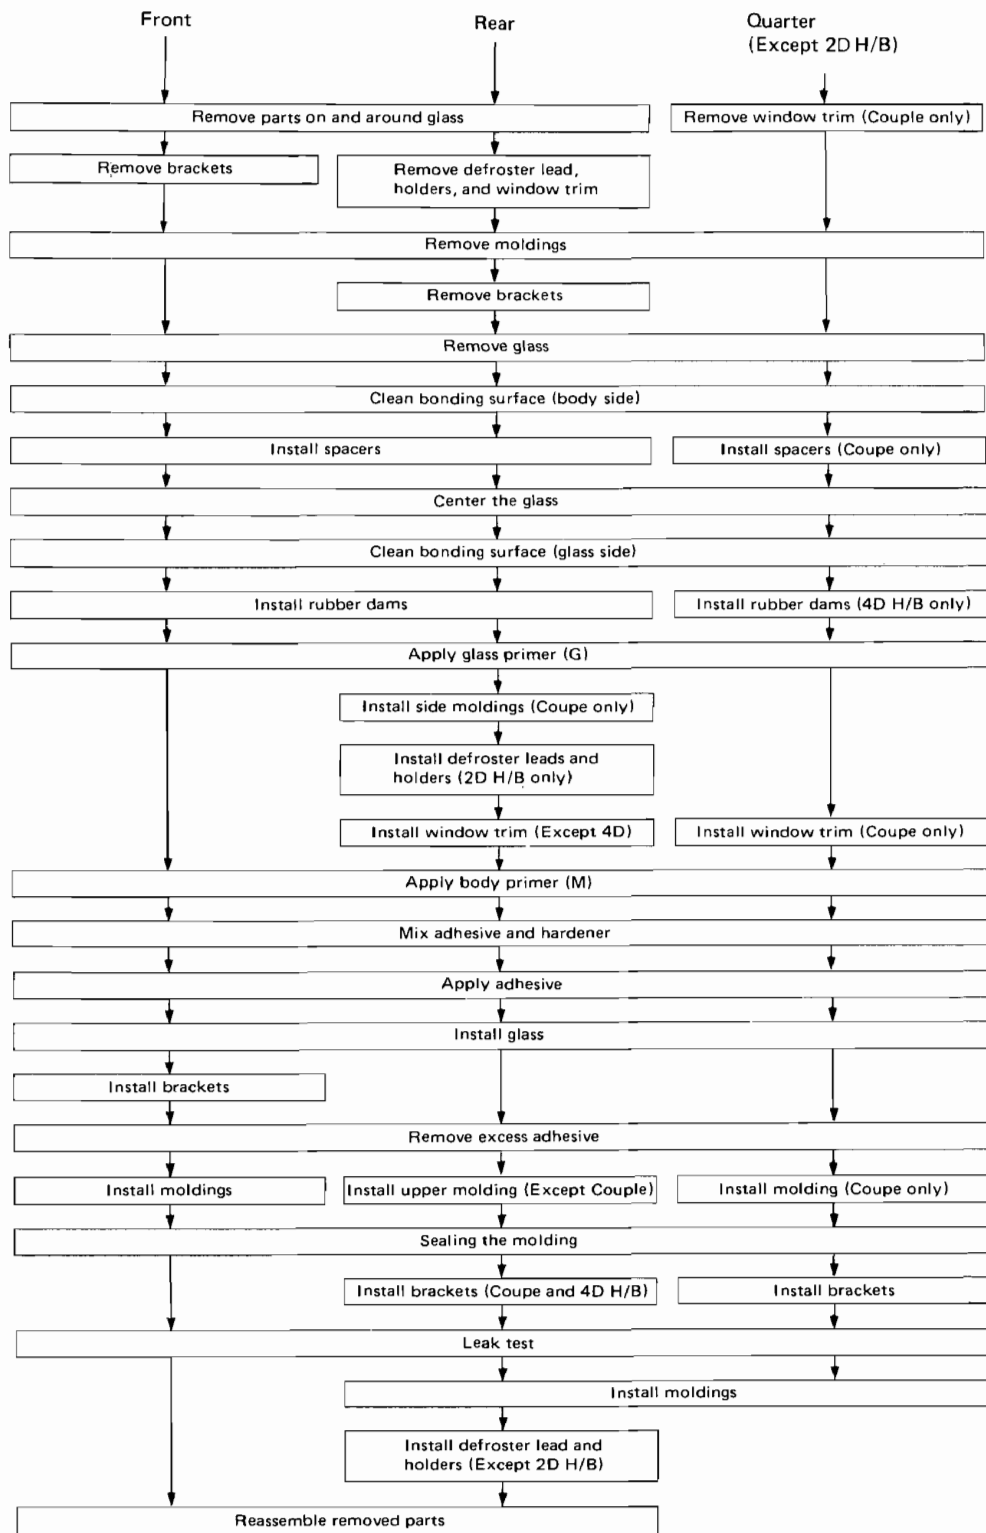 Front
Rear
Quarter
(Except 2D H/B)
Remove parts on and around glass
Remove window trim (Couple only)
Remove brackets
Remove defroster lead,
holders, and window trim
Remove moldings
Remove brackets
Remove glass
Clean bonding surface (body side)
Install spacers
Install spacers (Coupe only)
Center the glass
Clean bonding surface (glass side)
Install rubber dams
Install rubber dams (4D H/B only)
Apply glass primer (G)
Install side moldings (Coupe only)
Install defroster leads and
holders (2D H/B only)
Install window trim (Except 4D)
Install window trim (Coupe only)
Apply body primer (M)
Mix adhesive and hardener
Apply adhesive
Install glass
Install brackets
Remove excess adhesive
Install moldings
Install upper molding (Except Couple)
Install molding (Coupe only)
Sealing the molding
Install brackets (Coupe and 4D H/B)
Install brackets
Leak test
Install moldings
Install defroster lead and
holders (Except 2D H/B)
Reassemble removed parts